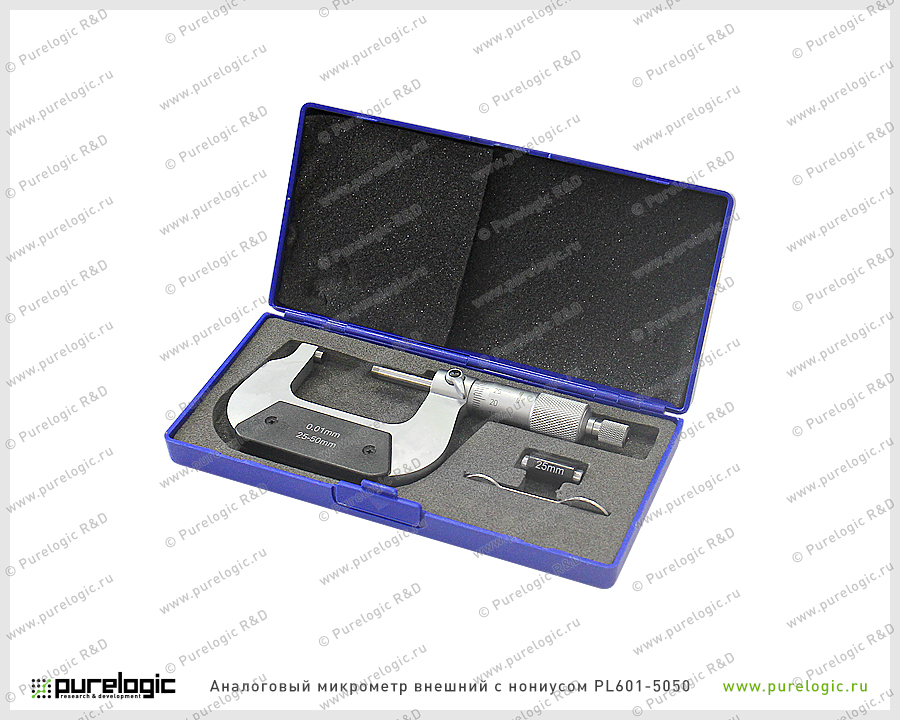 © Purelogic R&D
www.purelogic.ru
0.01mm
25-50mm
20
25mm
purelogic
research & development
Аналоговый микрометр внешний с нониусом PL601-5050
www.purelogic.ru